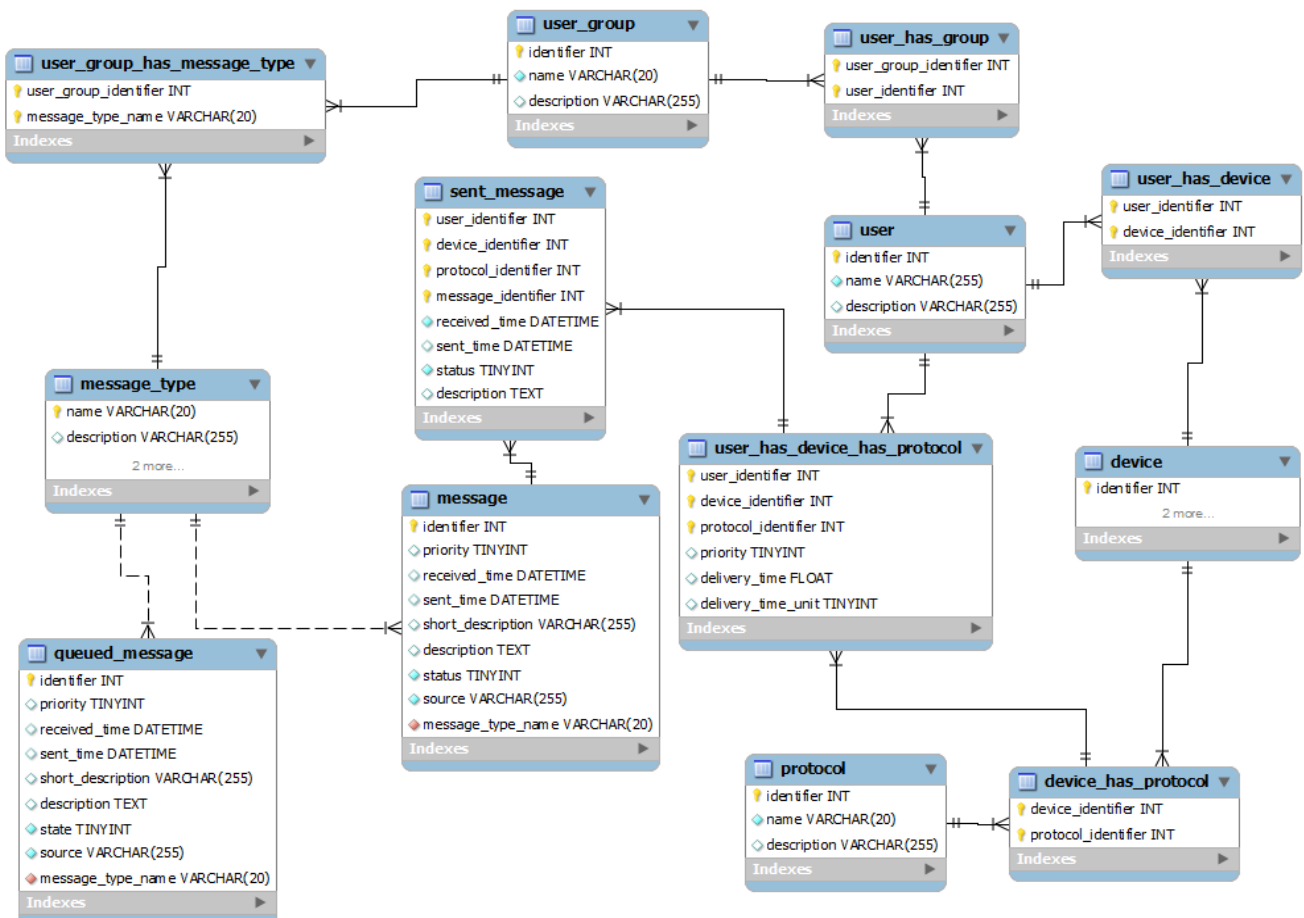 user_group
identifier INT
name VARCHAR(20)
description VARCHAR(255)
Indexes
user_has_group
user_group_identifier INT
user_identifier INT
Indexes
user_group_has_message_type
user_group_identifier INT
message_type_name VARCHAR(20)
Indexes
sent_message
user_identifier INT
device_identifier INT
protocol_identifier INT
message_identifier INT
received_time DATETIME
sent_time DATETIME
status TINYINT
description TEXT
Indexes
user
identifier INT
name VARCHAR(255)
description VARCHAR(255)
Indexes
user_has_device
user_identifier INT
device_identifier INT
Indexes
message_type
name VARCHAR(20)
description VARCHAR(255)
2 more...
Indexes
message
identifier INT
priority TINYINT
received_time DATETIME
sent_time DATETIME
short_description VARCHAR(255)
description TEXT
status TINYINT
source VARCHAR(255)
message_type_name VARCHAR(20)
Indexes
user_has_device_has_protocol
user_identifier INT
device_identifier INT
protocol_identifier INT
priority TINYINT
delivery_time FLOAT
delivery_time_unit TINYINT
Indexes
device
identifier INT
2 more...
Indexes
queued_message
identifier INT
priority TINYINT
received_time DATETIME
sent_time DATETIME
short_description VARCHAR(255)
description TEXT
state TINYINT
source VARCHAR(255)
message_type_name VARCHAR(20)
Indexes
protocol
identifier INT
name VARCHAR(20)
description VARCHAR(255)
Indexes
device_has_protocol
device_identifier INT
protocol_identifier INT
Indexes